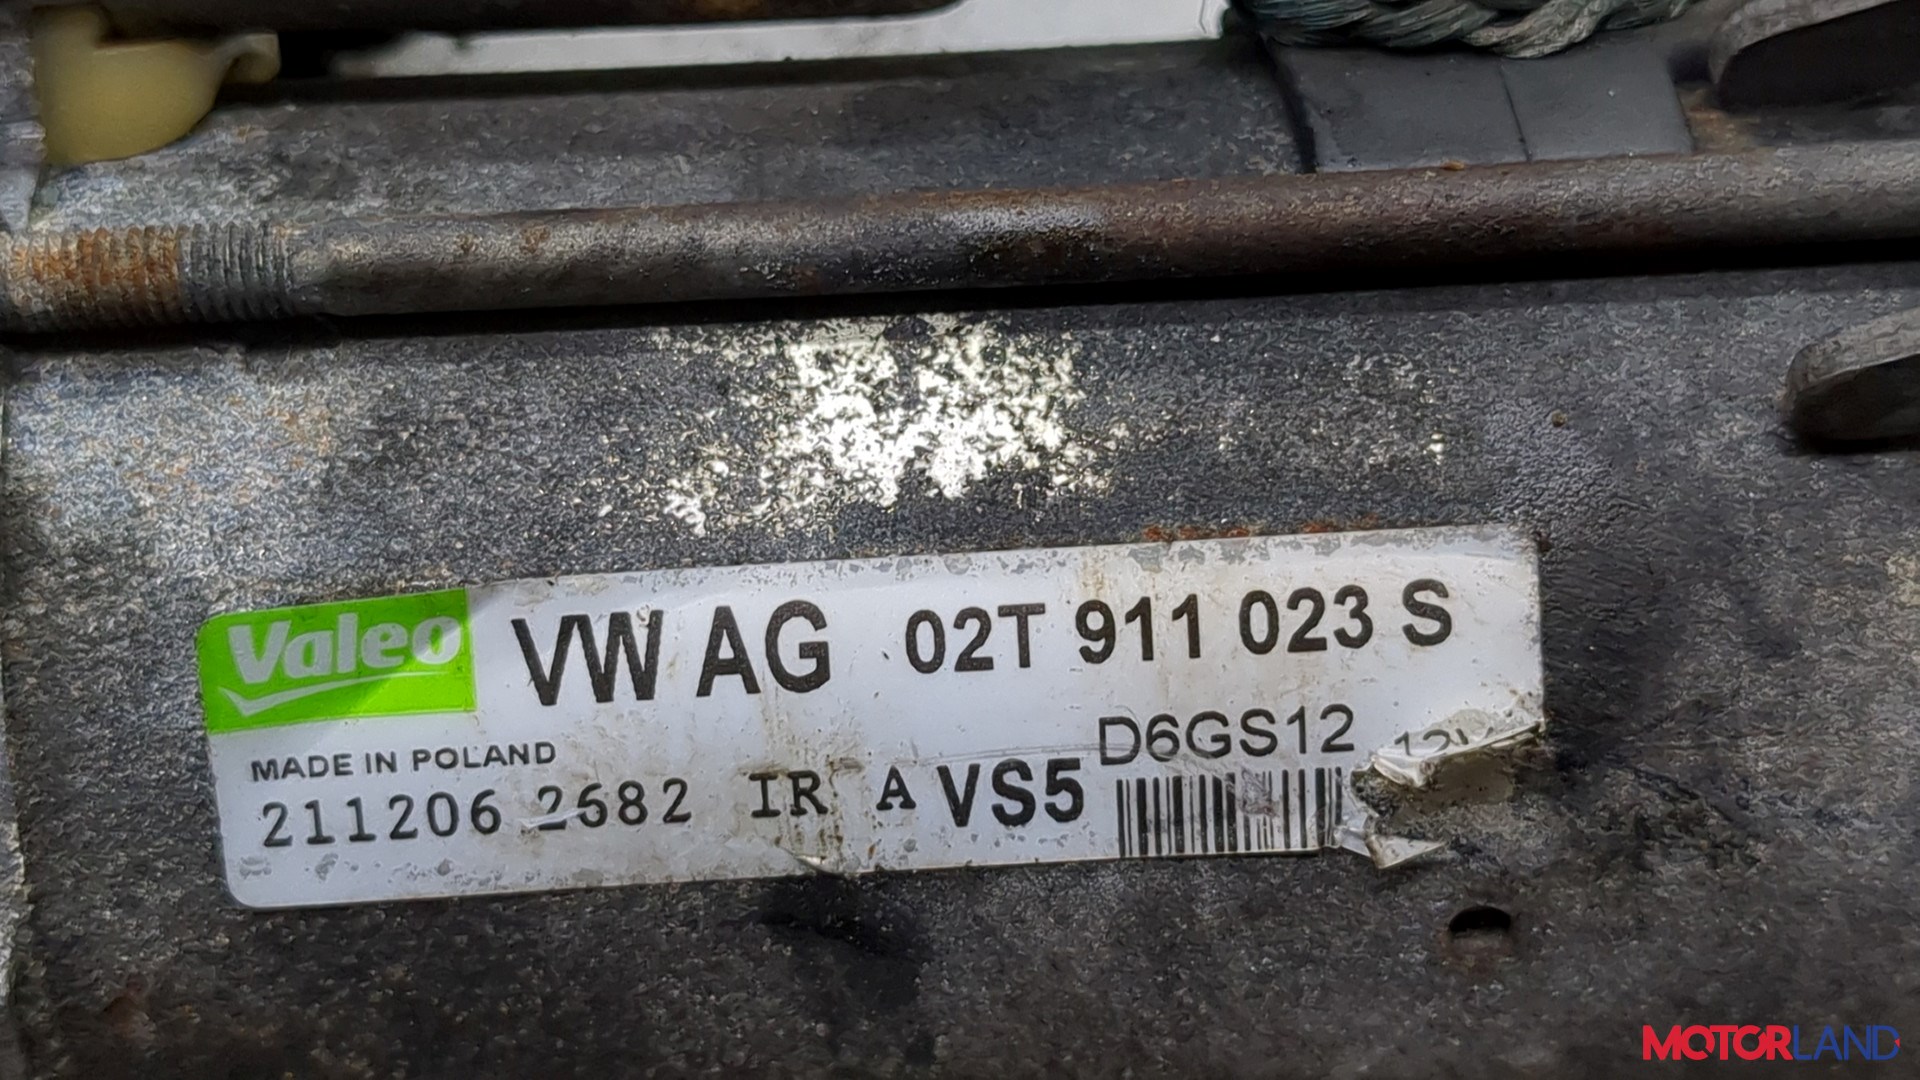 Valeo VW AG 02T 911 023 S
D6GS12
MADE IN POLAND
211206 2682 IR A VS5
MOTORLAND